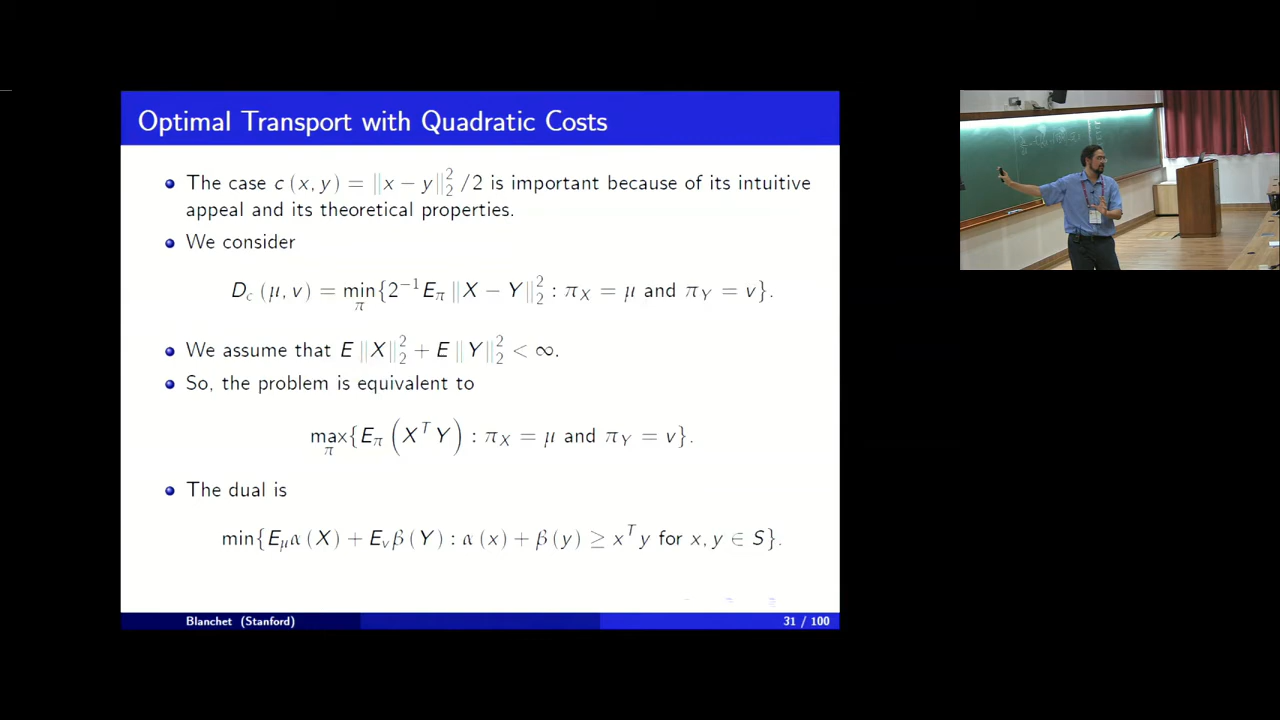 Optimal Transport with Quadratic Costs
The case c (x, y) = ‖x − y‖₂² /2 is important because of its intuitive
appeal and its theoretical properties.
We consider
D_c (μ, v) = min_π {2⁻¹E_π ‖X − Y‖₂² : π_X = μ and π_Y = v}.
We assume that E ‖X‖₂² + E ‖Y‖₂² < ∞.
So, the problem is equivalent to
max_π {E_π (XᵀY) : π_X = μ and π_Y = v}.
The dual is
min{E_μ α (X) + E_v β (Y) : α (x) + β (y) ≥ xᵀy for x, y ∈ S}.
Blanchet (Stanford)
31 / 100